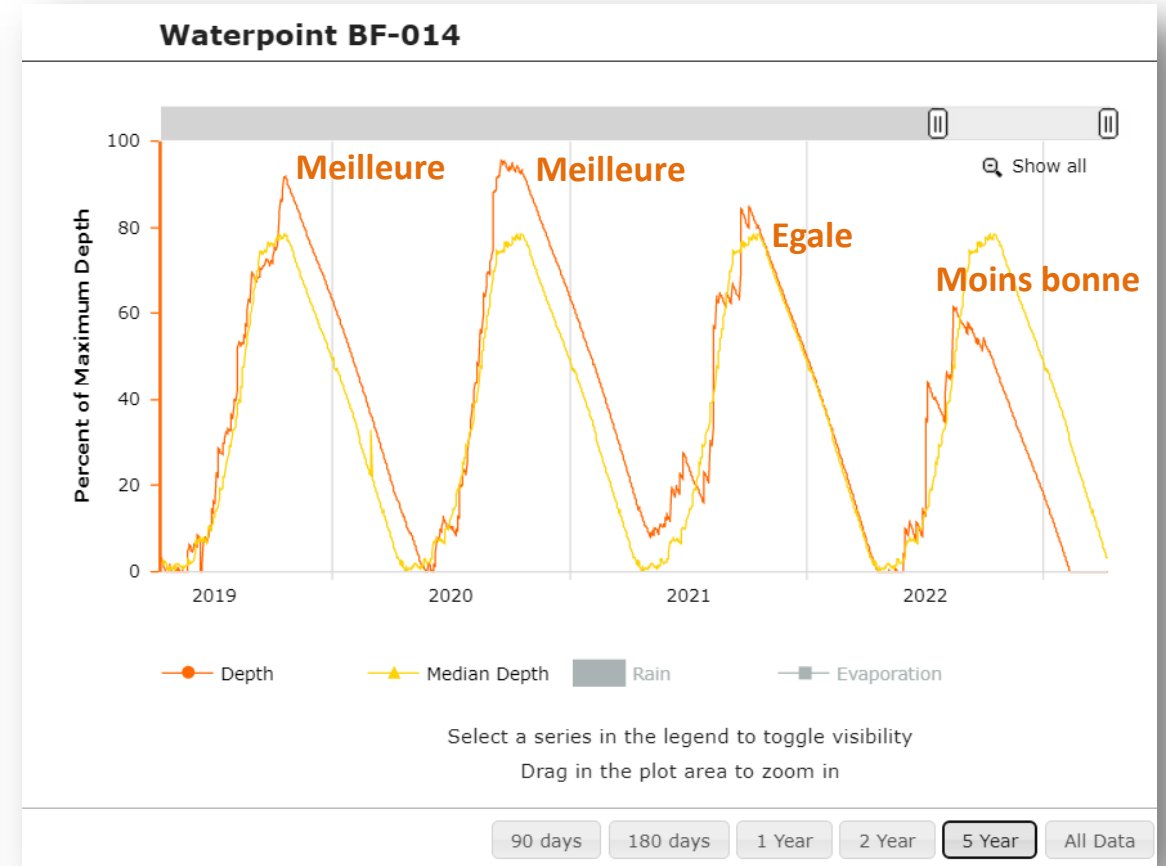 Waterpoint BF-014
100
Show all
Meilleure
Meilleure
80
Egale
Moins bonne
60
40
20
0
Percent of Maximum Depth
2019 2020 2021 2022
Depth Median Depth Rain Evaporation
Select a series in the legend to toggle visibility
Drag in the plot area to zoom in
90 days 180 days 1 Year 2 Year 5 Year All Data